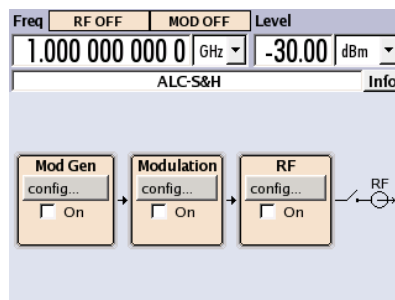 Freq RF OFF MOD OFF Level
1.000 000 000 0 GHz -30.00 dBm
ALC-S&H Info
Mod Gen Modulation RF
config... config... config... RF
On On On